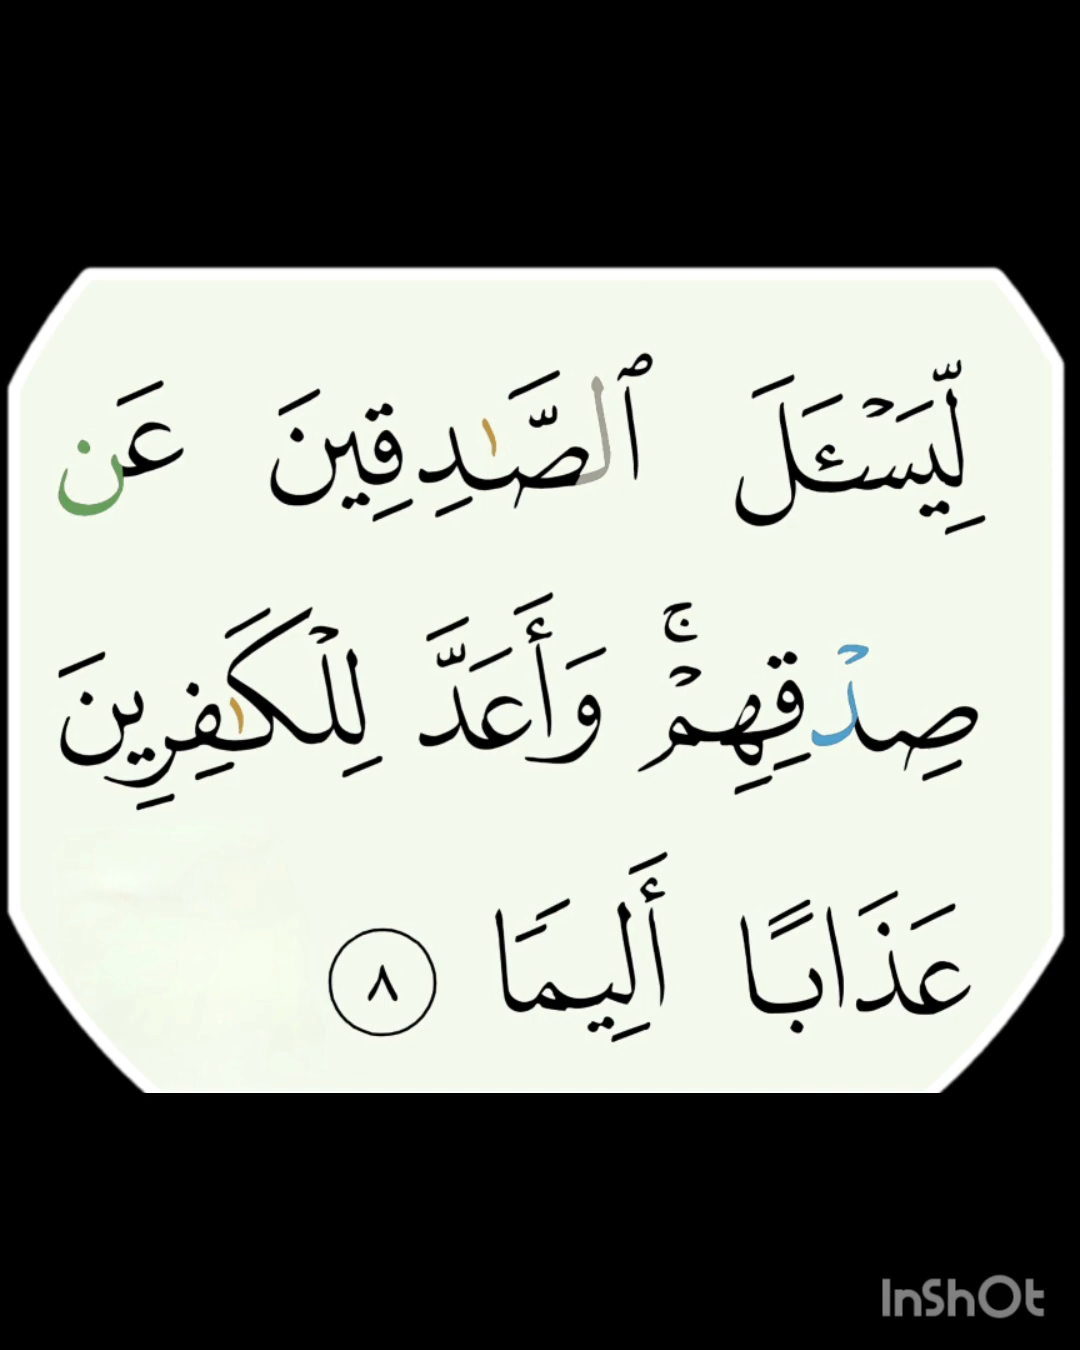 لِّيَسْـَٔلَ ٱلصَّـٰدِقِينَ عَن
صِدْقِهِمْ ۚ وَأَعَدَّ لِلْكَـٰفِرِينَ
عَذَابًا أَلِيمًا ٨
InShOt